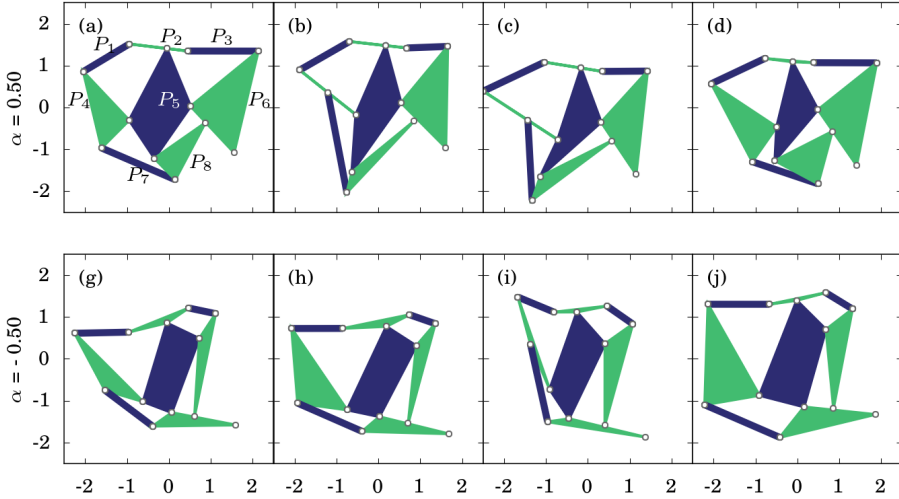 (a) (b) (c) (d)
P₁ P₂ P₃
P₄ P₅ P₆
P₇ P₈
2
1
0
-1
-2
α = 0.50
(g) (h) (i) (j)
2
1
0
-1
-2
α = - 0.50
-2 -1 0 1 2 -2 -1 0 1 2 -2 -1 0 1 2 -2 -1 0 1 2